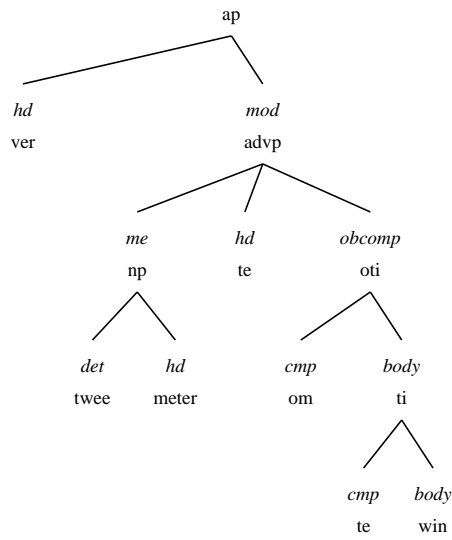 ap
hd mod
ver advp
me hd obcomp
np te oti
det hd cmp body
twee meter om ti
cmp body
te win